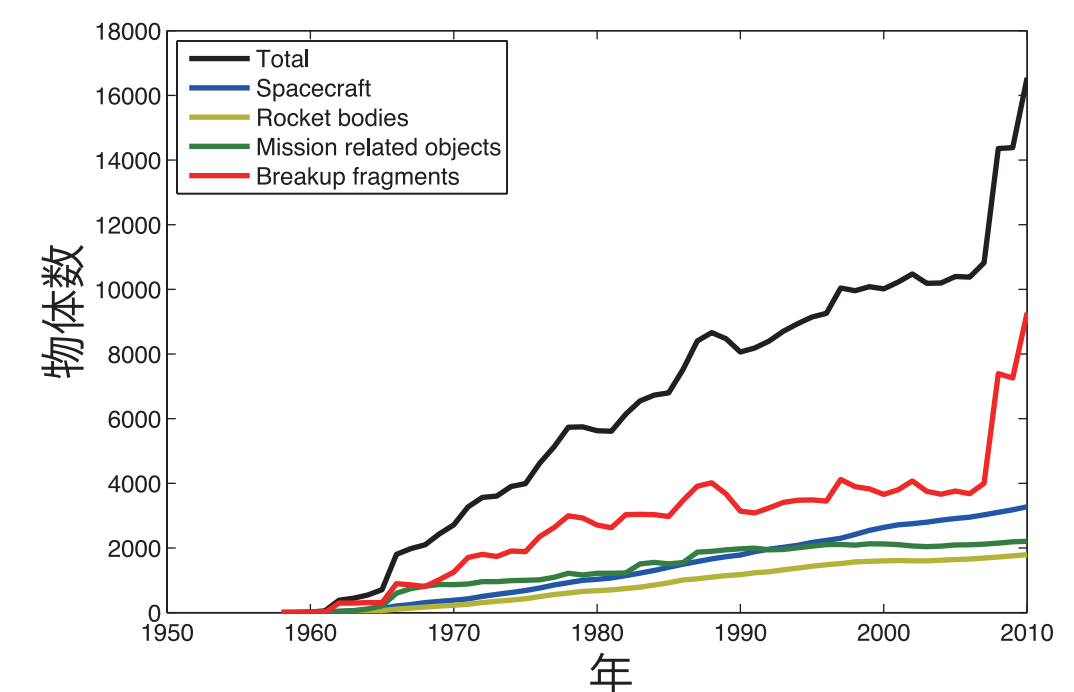 18000
16000
14000
12000
10000
8000
6000
4000
2000
0
物体数
Total
Spacecraft
Rocket bodies
Mission related objects
Breakup fragments
1950 1960 1970 1980 1990 2000 2010
年